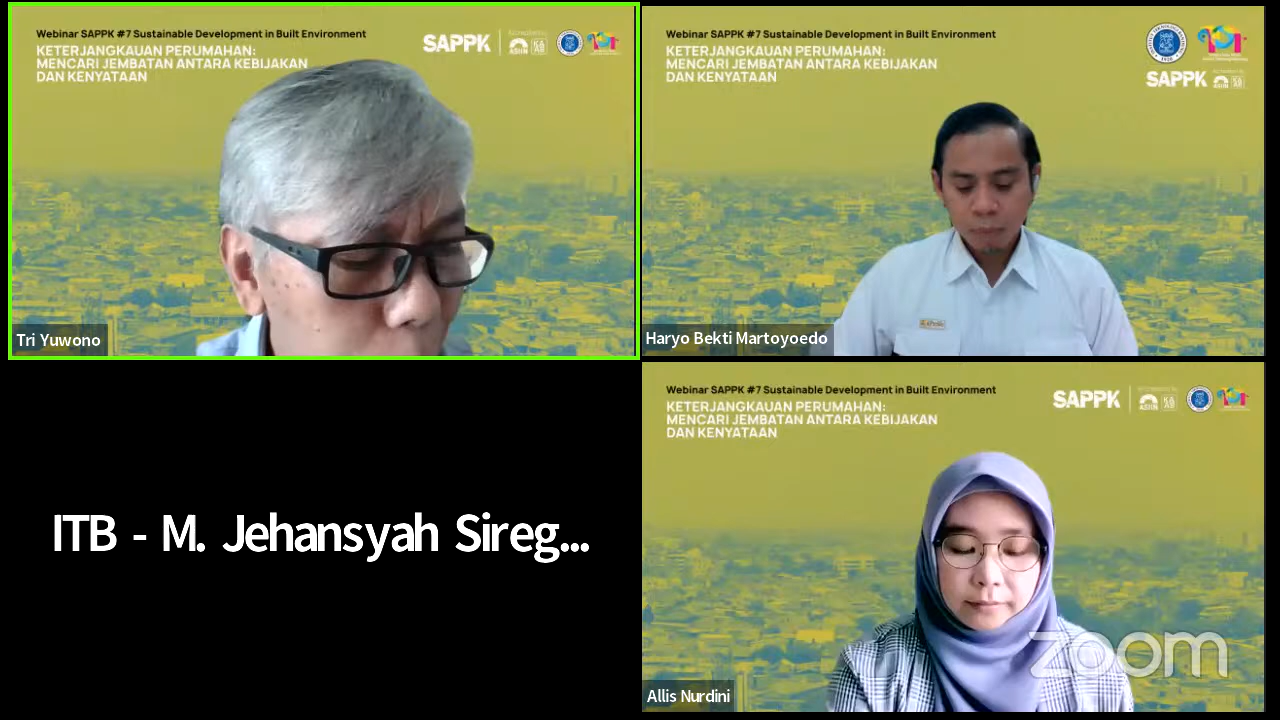 Webinar SAPPK #7 Sustainable Development in Built Environment
KETERJANGKAUAN PERUMAHAN:
MENCARI JEMBATAN ANTARA KEBIJAKAN
DAN KENYATAAN
SAPPK
ASIIN
Tri Yuwono
Webinar SAPPK #7 Sustainable Development in Built Environment
KETERJANGKAUAN PERUMAHAN:
MENCARI JEMBATAN ANTARA KEBIJAKAN
DAN KENYATAAN
SAPPK
ASIIN
Haryo Bekti Martoyoedo
ITB - M. Jehansyah Sireg...
Webinar SAPPK #7 Sustainable Development in Built Environment
KETERJANGKAUAN PERUMAHAN:
MENCARI JEMBATAN ANTARA KEBIJAKAN
DAN KENYATAAN
SAPPK
ASIIN
zoom
Allis Nurdini